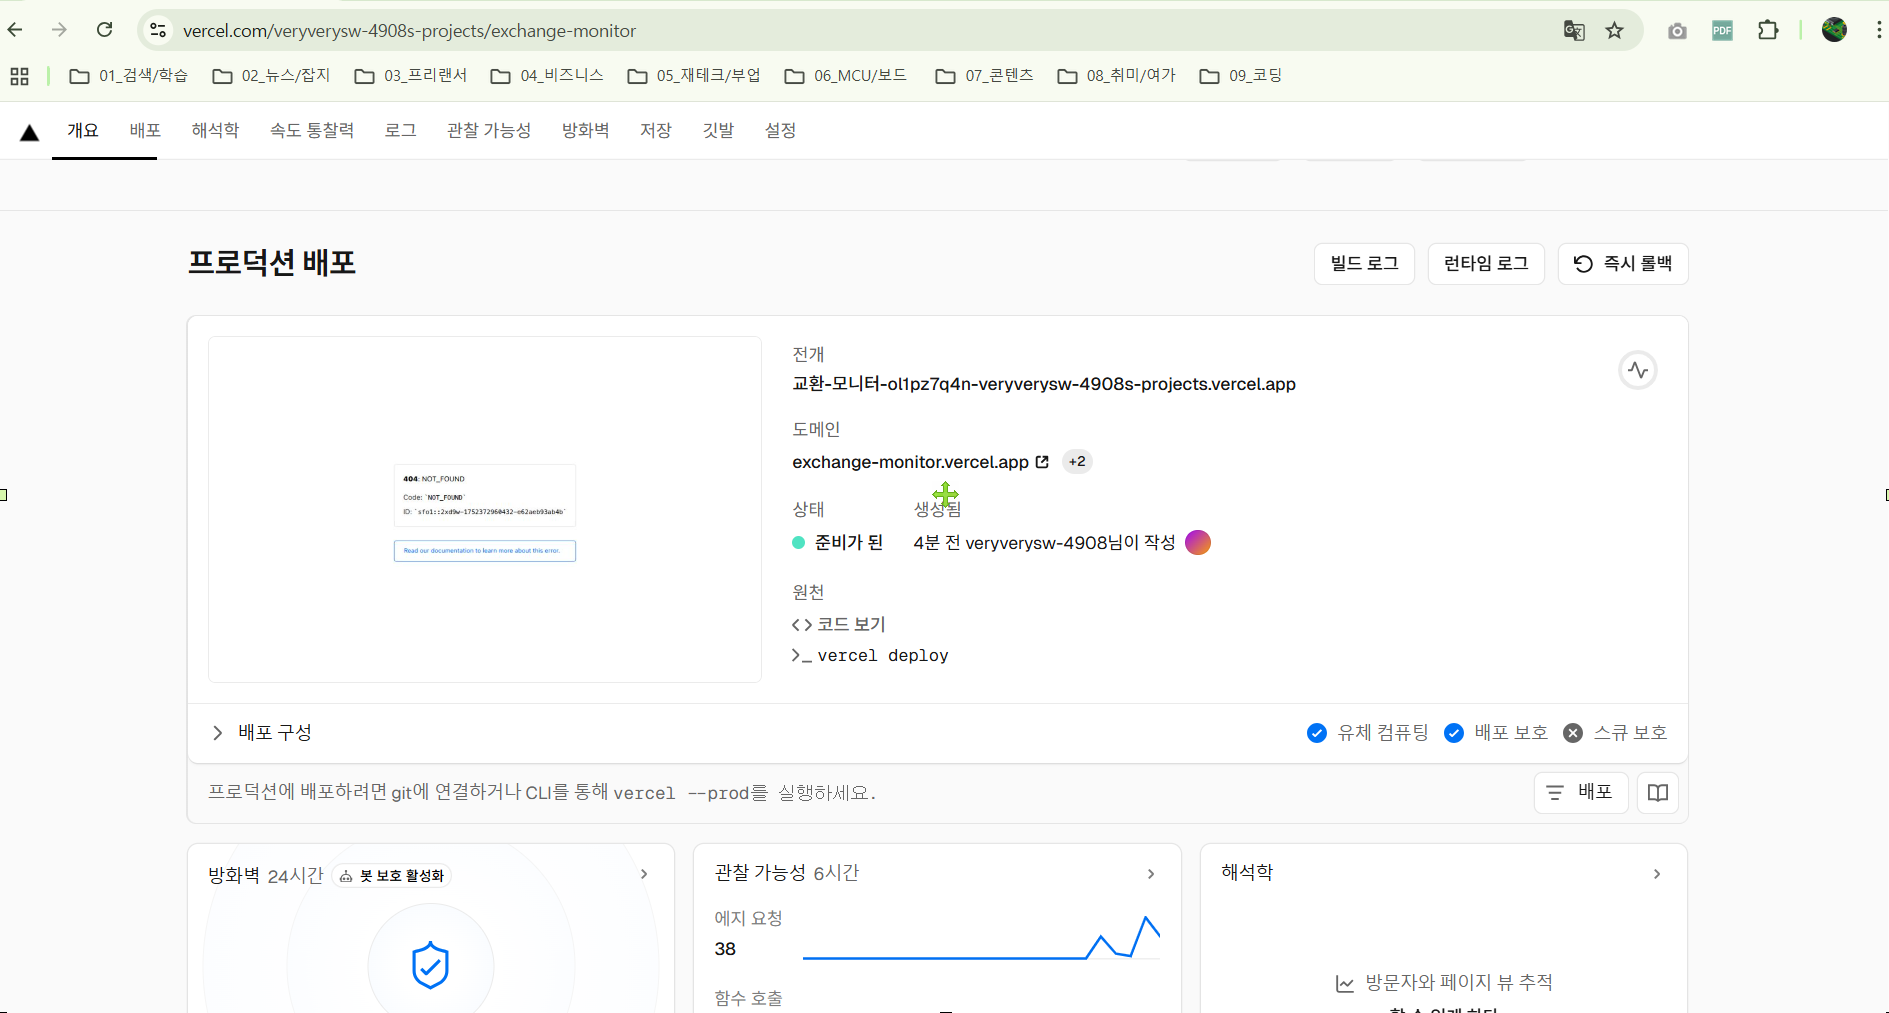 vercel.com/veryverysw-4908s-projects/exchange-monitor
PDF
01_검색/학습 02_뉴스/잡지 03_프리랜서 04_비즈니스 05_재테크/부업 06_MCU/보드 07_콘텐츠 08_취미/여가 09_코딩
개요 배포 해석학 속도 통찰력 로그 관찰 가능성 방화벽 저장 깃발 설정
프로덕션 배포
빌드 로그 런타임 로그 즉시 롤백
전개
교환-모니터-ol1pz7q4n-veryverysw-4908s-projects.vercel.app
도메인
exchange-monitor.vercel.app +2
404: NOT_FOUND
Code: `NOT_FOUND`
ID: `sfo1::2xd9w-1752372960432-e62aeb93ab4b`
Read our documentation to learn more about this error.
상태 생성됨
준비가 된 4분 전 veryverysw-4908님이 작성
원천
코드 보기
vercel deploy
배포 구성 유체 컴퓨팅 배포 보호 스큐 보호
프로덕션에 배포하려면 git에 연결하거나 CLI를 통해 vercel --prod를 실행하세요.
배포
방화벽 24시간 봇 보호 활성화
관찰 가능성 6시간
에지 요청
38
함수 호출
해석학
방문자와 페이지 뷰 추적